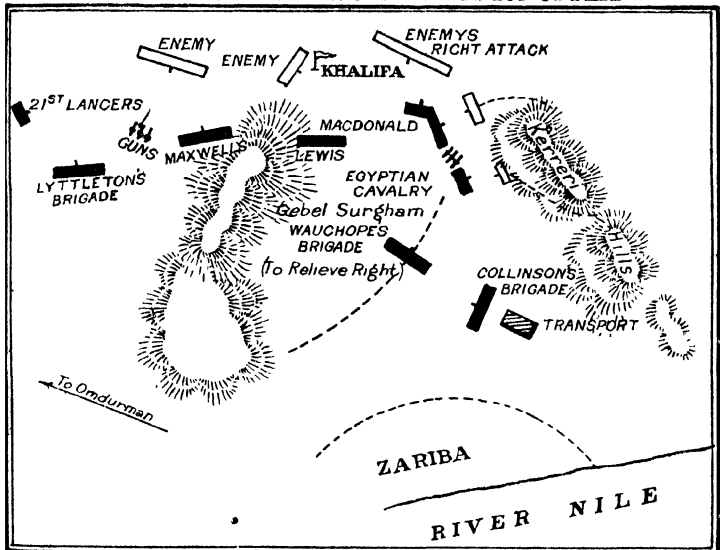 ENEMY
ENEMYS
RIGHT ATTACK
ENEMY
KHALIFA
21ST LANCERS
GUNS
MAXWELLS
MACDONALD
LEWIS
LYTTLETONS
BRIGADE
EGYPTIAN
CAVALRY
Gebel Surgham
WAUCHOPES
BRIGADE
(To Relieve Right)
Kerreri
Hills
COLLINSON'S
BRIGADE
TRANSPORT
To Omdurman
ZARIBA
RIVER NILE